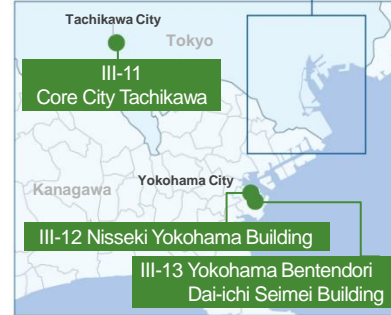 Tachikawa City
Tokyo
III-11
Core City Tachikawa
Kanagawa
Yokohama City
III-12 Nisseki Yokohama Building
III-13 Yokohama Bentendori
Dai-ichi Seimei Building